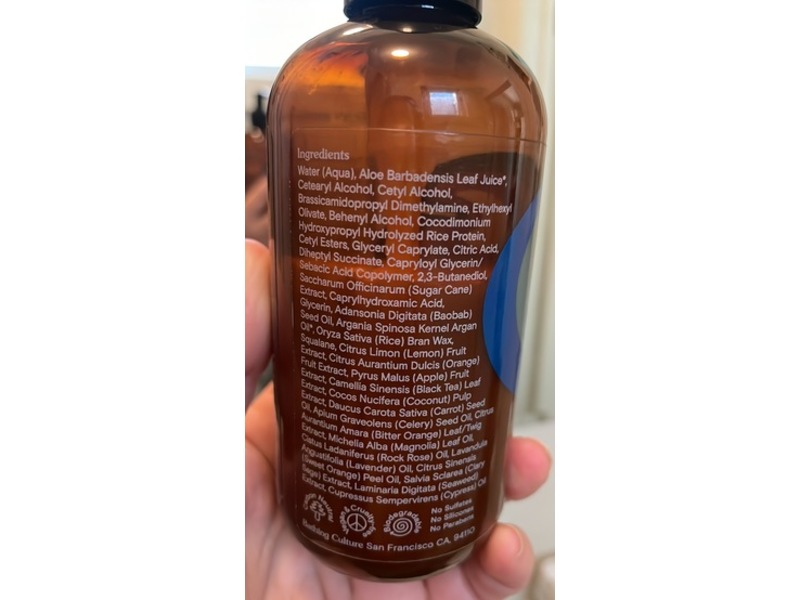 Ingredients
Water (Aqua), Aloe Barbadensis Leaf Juice*,
Cetearyl Alcohol, Cetyl Alcohol,
Brassicamidopropyl Dimethylamine, Ethylhexyl
Olivate, Behenyl Alcohol, Cocodimonium
Hydroxypropyl Hydrolyzed Rice Protein,
Cetyl Esters, Glyceryl Caprylate, Citric Acid,
Diheptyl Succinate, Capryloyl Glycerin/
Sebacic Acid Copolymer, 2,3-Butanediol,
Saccharum Officinarum (Sugar Cane)
Extract, Caprylhydroxamic Acid,
Glycerin, Adansonia Digitata (Baobab)
Seed Oil, Argania Spinosa Kernel Argan
Oil*, Oryza Sativa (Rice) Bran Wax,
Squalane, Citrus Limon (Lemon) Fruit
Extract, Citrus Aurantium Dulcis (Orange)
Fruit Extract, Pyrus Malus (Apple) Fruit
Extract, Camellia Sinensis (Black Tea) Leaf
Extract, Cocos Nucifera (Coconut) Pulp
Extract, Daucus Carota Sativa (Carrot) Seed
Oil, Apium Graveolens (Celery) Seed Oil, Citrus
Aurantium Amara (Bitter Orange) Leaf/Twig
Extract, Michelia Alba (Magnolia) Leaf Oil,
Cistus Ladaniferus (Rock Rose) Oil, Lavandula
Angustifolia (Lavender) Oil, Citrus Sinensis
(Sweet Orange) Peel Oil, Salvia Sclarea (Clary
Sage) Extract, Laminaria Digitata (Seaweed)
Extract, Cupressus Sempervirens (Cypress) Oil
Biodegradable
No Sulfates
No Silicones
No Parabens
Bathing Culture San Francisco CA, 94110